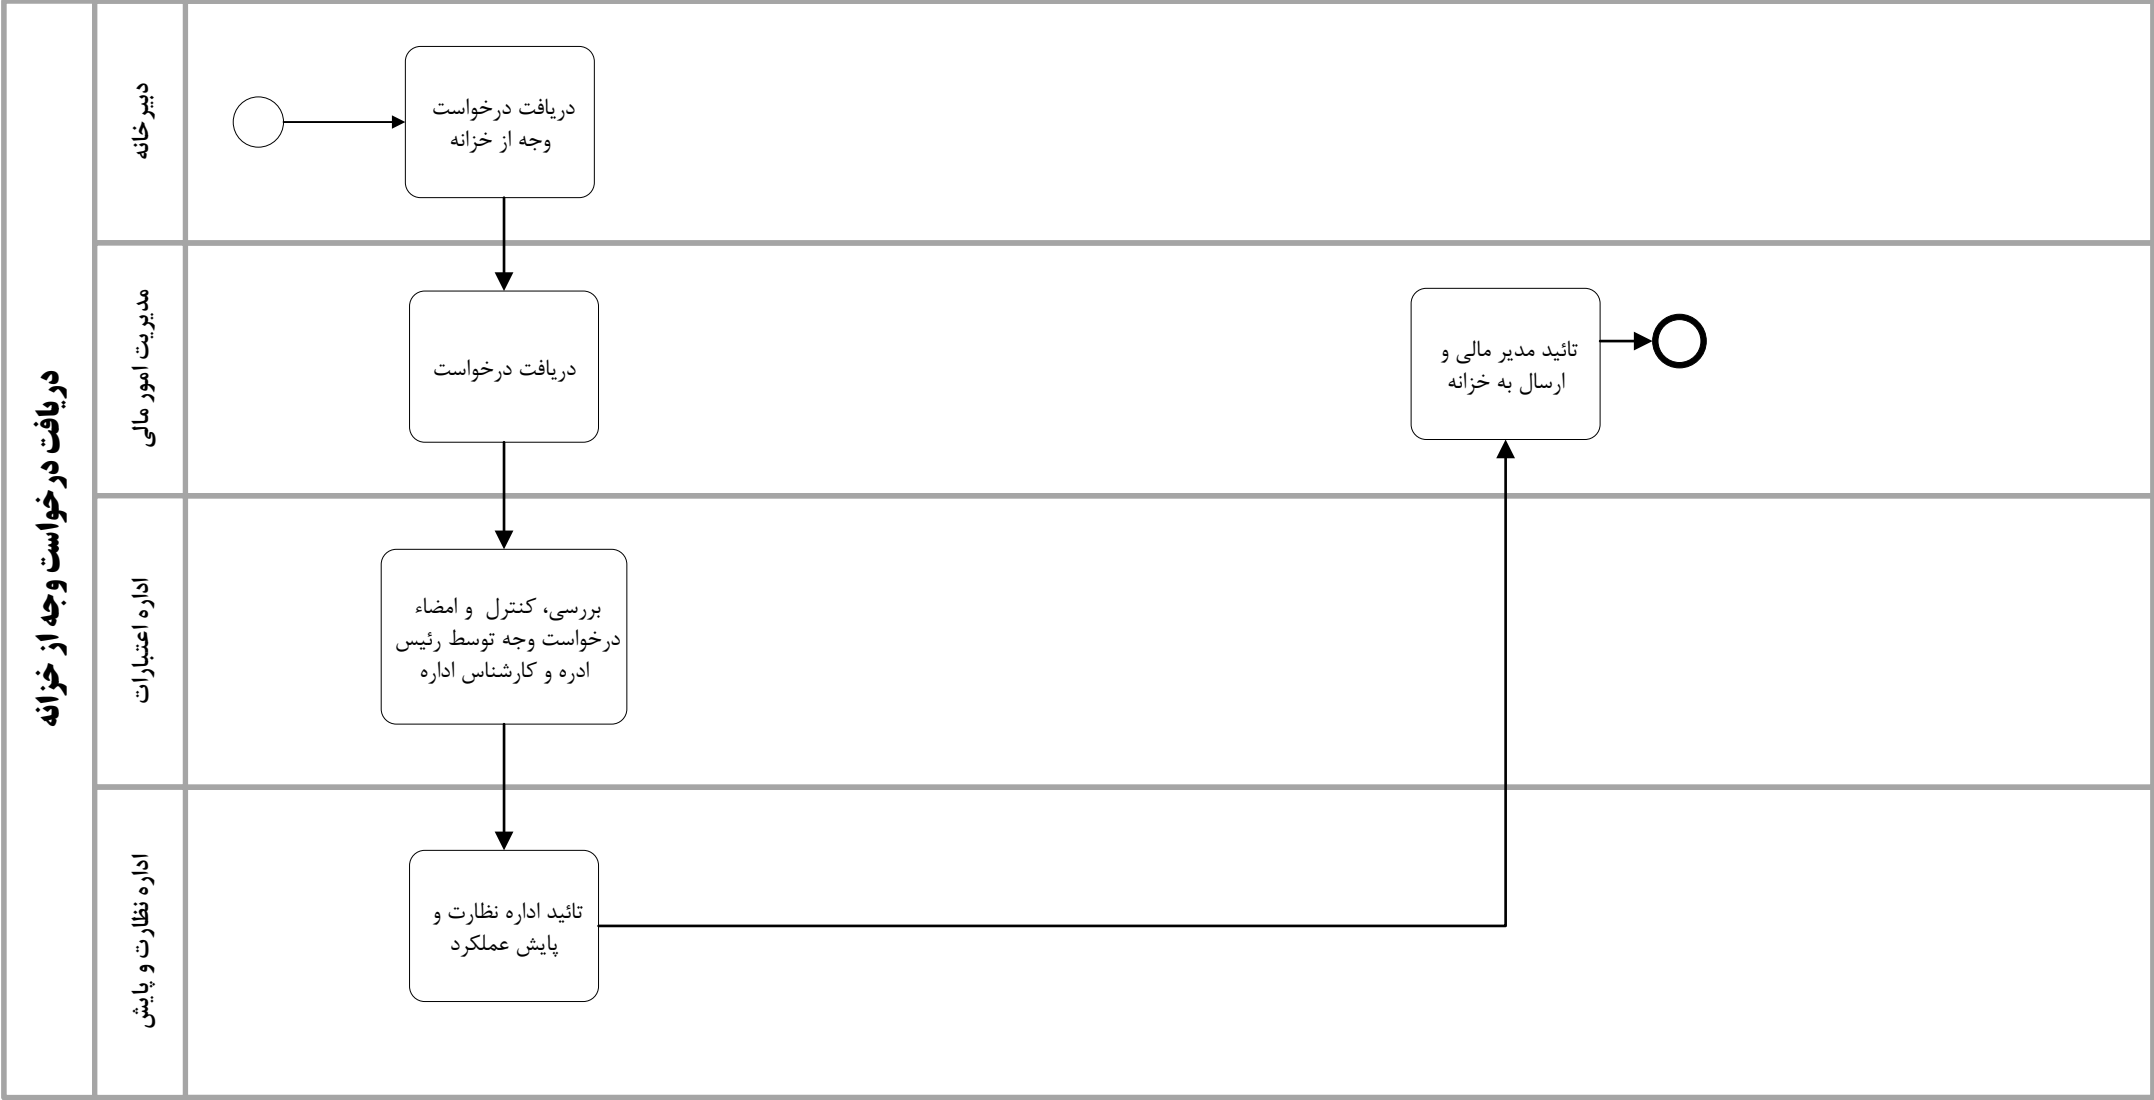 دریافت درخواست وجه از خزانه
دبیرخانه
دریافت درخواست
وجه از خزانه
مدیریت امور مالی
دریافت درخواست
تائید مدیر مالی و
ارسال به خزانه
اداره اعتبارات
بررسی، کنترل و امضاء
درخواست وجه توسط رئیس
ادره و کارشناس اداره
اداره نظارت و پایش
تائید اداره نظارت و
پایش عملکرد